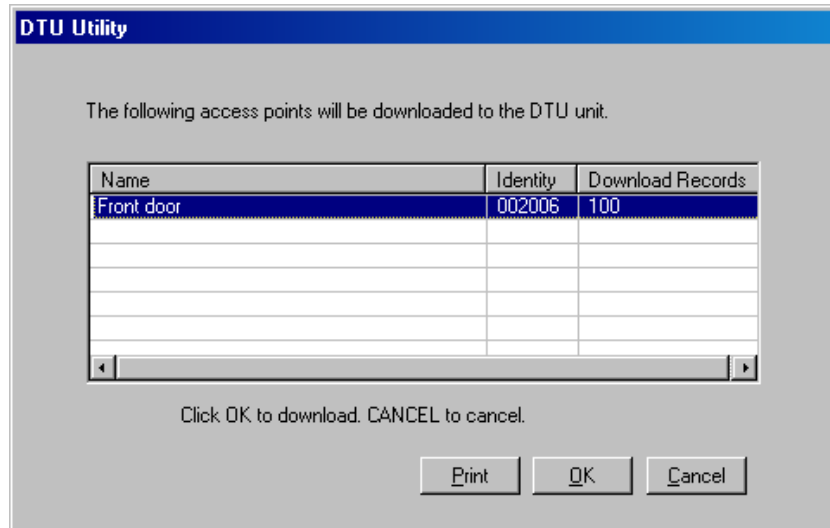 DTU Utility
The following access points will be downloaded to the DTU unit.
Name Identity Download Records
Front door 002006 100
Click OK to download. CANCEL to cancel.
Print OK Cancel